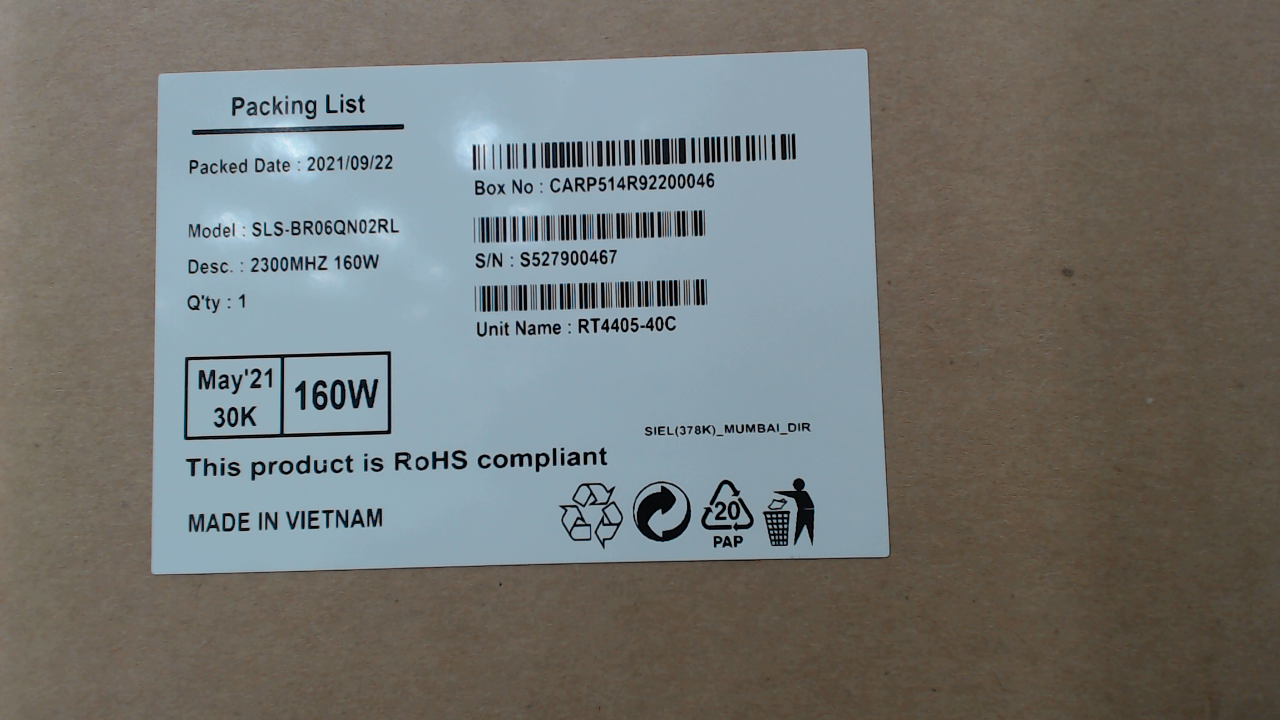 Packing List
Packed Date : 2021/09/22
Box No : CARP514R92200046
Model : SLS-BR06QN02RL
S/N : S527900467
Desc. : 2300MHZ 160W
Q'ty : 1
Unit Name : RT4405-40C
May'21
30K
160W
SIEL(378K)_MUMBAI_DIR
This product is RoHS compliant
MADE IN VIETNAM
20
PAP